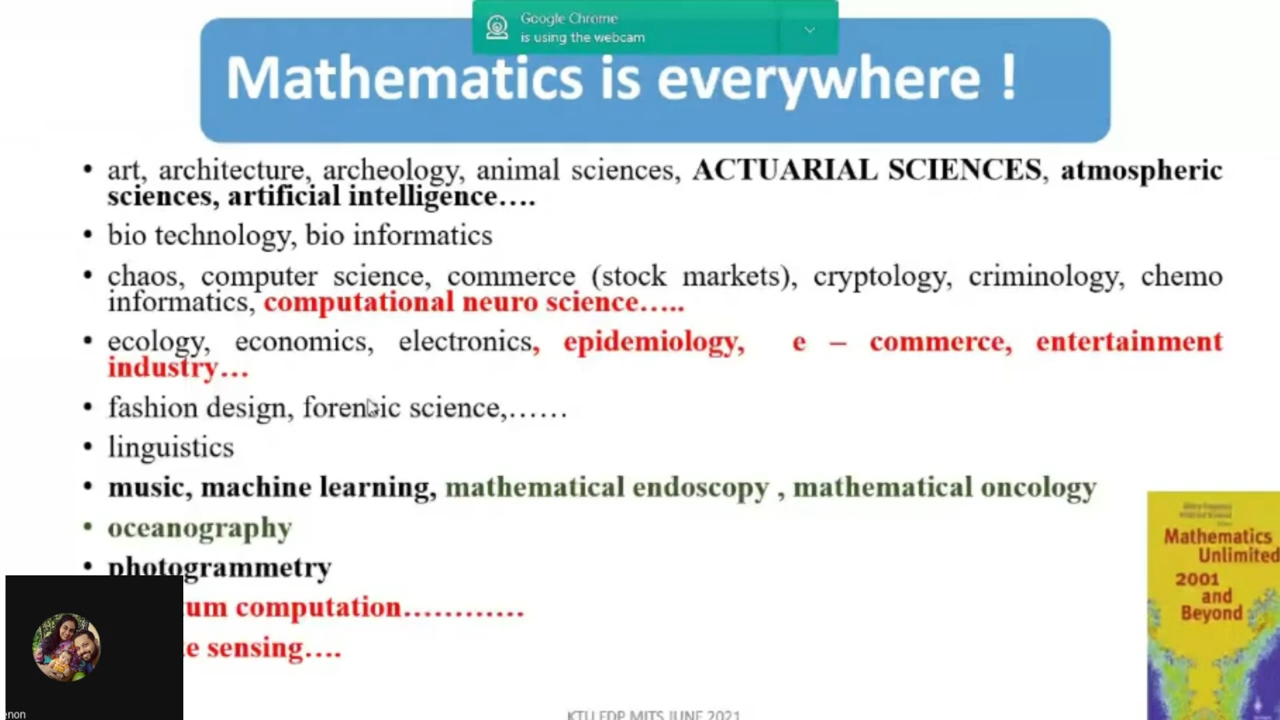 Google Chrome
is using the webcam
Mathematics is everywhere !
• art, architecture, archeology, animal sciences, ACTUARIAL SCIENCES, atmospheric
sciences, artificial intelligence….
• bio technology, bio informatics
• chaos, computer science, commerce (stock markets), cryptology, criminology, chemo
informatics, computational neuro science…..
• ecology, economics, electronics, epidemiology, e – commerce, entertainment
industry…
• fashion design, forensic science,……
• linguistics
• music, machine learning, mathematical endoscopy , mathematical oncology
• oceanography
• photogrammetry
tum computation…………
e sensing….
Mathematics
Unlimited
2001
and
Beyond
enon
KTU FDP MITS JUNE 2021